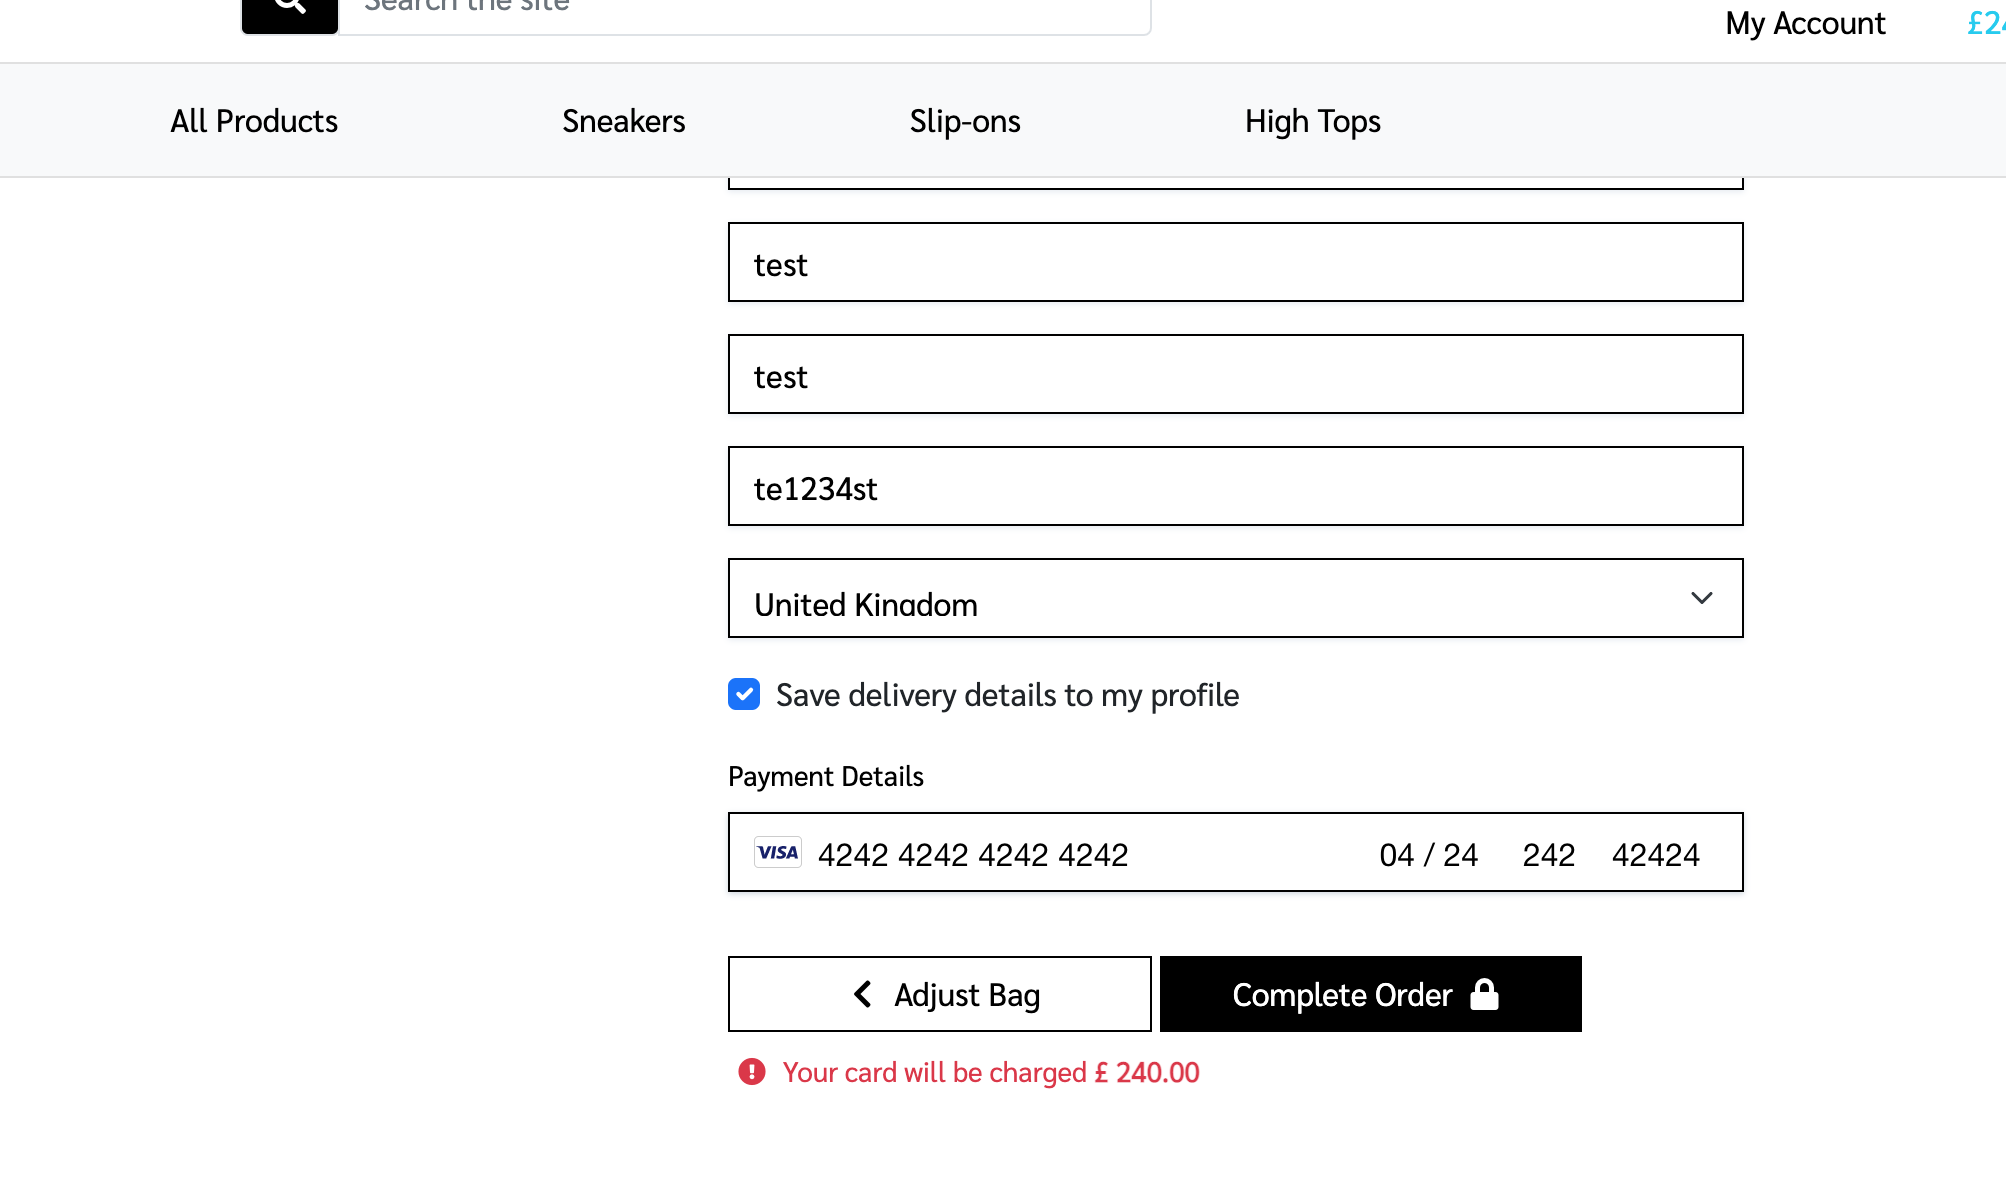 Search the site
My Account
All Products Sneakers Slip-ons High Tops
test
test
te1234st
United Kingdom
Save delivery details to my profile
Payment Details
VISA 4242 4242 4242 4242 04 / 24 242 42424
Adjust Bag Complete Order
Your card will be charged £ 240.00